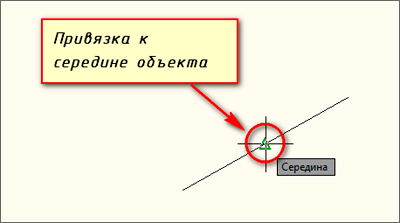 Привязка к
середине объекта
Середина